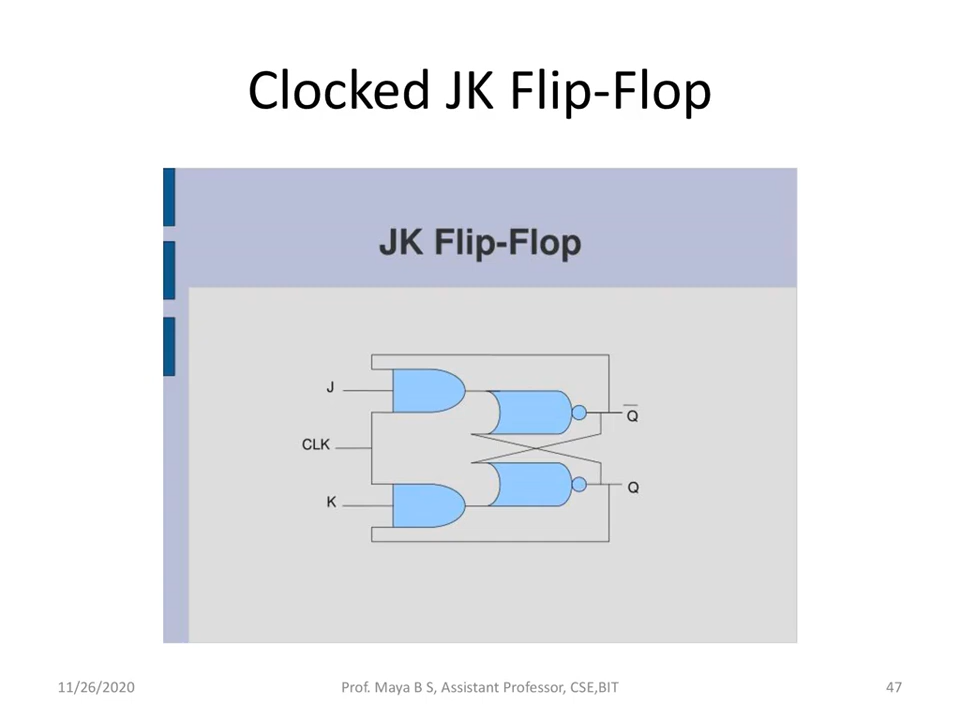 Clocked JK Flip-Flop
JK Flip-Flop
J
Q̅
CLK
Q
K
11/26/2020 Prof. Maya B S, Assistant Professor, CSE,BIT 47